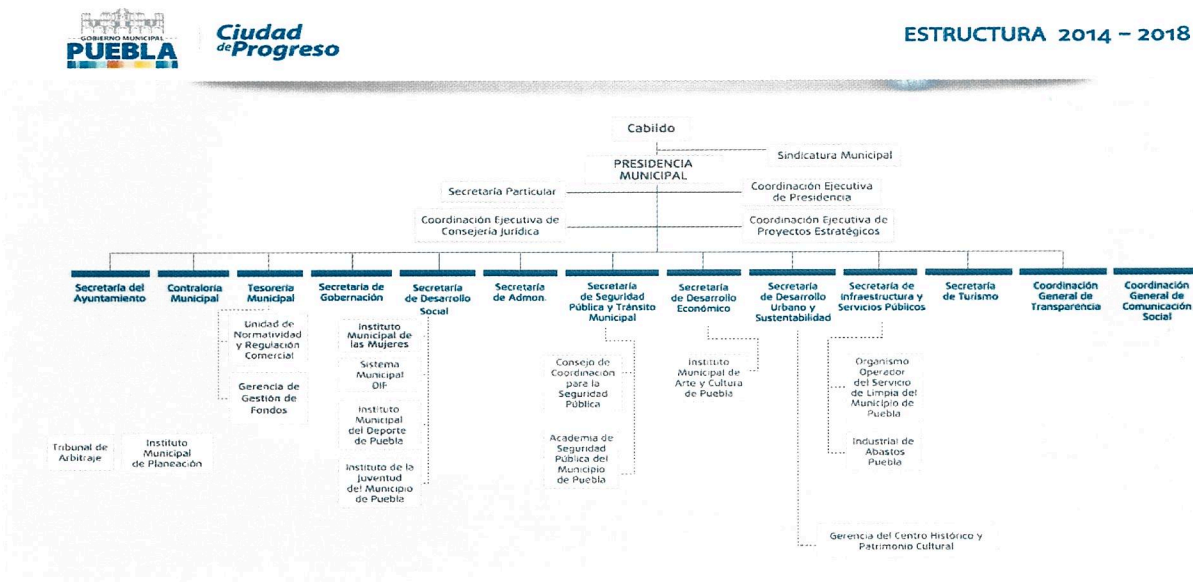 GOBIERNO MUNICIPAL
PUEBLA
Ciudad
de Progreso
ESTRUCTURA 2014 – 2018
Cabildo
Sindicatura Municipal
PRESIDENCIA
MUNICIPAL
Secretaría Particular
Coordinación Ejecutiva
de Presidencia
Coordinación Ejecutiva de
Consejería Jurídica
Coordinación Ejecutiva de
Proyectos Estratégicos
Secretaría del
Ayuntamiento
Contraloría
Municipal
Tesorería
Municipal
Secretaría de
Gobernación
Secretaría
de Desarrollo
Social
Secretaría
de Admon.
Secretaría
de Seguridad
Pública y Tránsito
Municipal
Secretaría
de Desarrollo
Económico
Secretaría
de Desarrollo
Urbano y
Sustentabilidad
Secretaría de
Infraestructura y
Servicios Públicos
Secretaría
de Turismo
Coordinación
General de
Transparencia
Coordinación
General de
Comunicación
Social
Unidad de
Normatividad
y Regulación
Comercial
Gerencia de
Gestión de
Fondos
Instituto
Municipal de
las Mujeres
Sistema
Municipal
DIF
Instituto
Municipal
del Deporte
de Puebla
Instituto de la
Juventud
del Municipio
de Puebla
Consejo de
Coordinación
para la
Seguridad
Pública
Academia de
Seguridad
Pública del
Municipio
de Puebla
Instituto
Municipal de
Arte y Cultura
de Puebla
Organismo
Operador
del Servicio
de Limpia del
Municipio de
Puebla
Industrial de
Abastos
Puebla
Tribunal de
Arbitraje
Instituto
Municipal
de Planeación
Gerencia del Centro Histórico y
Patrimonio Cultural